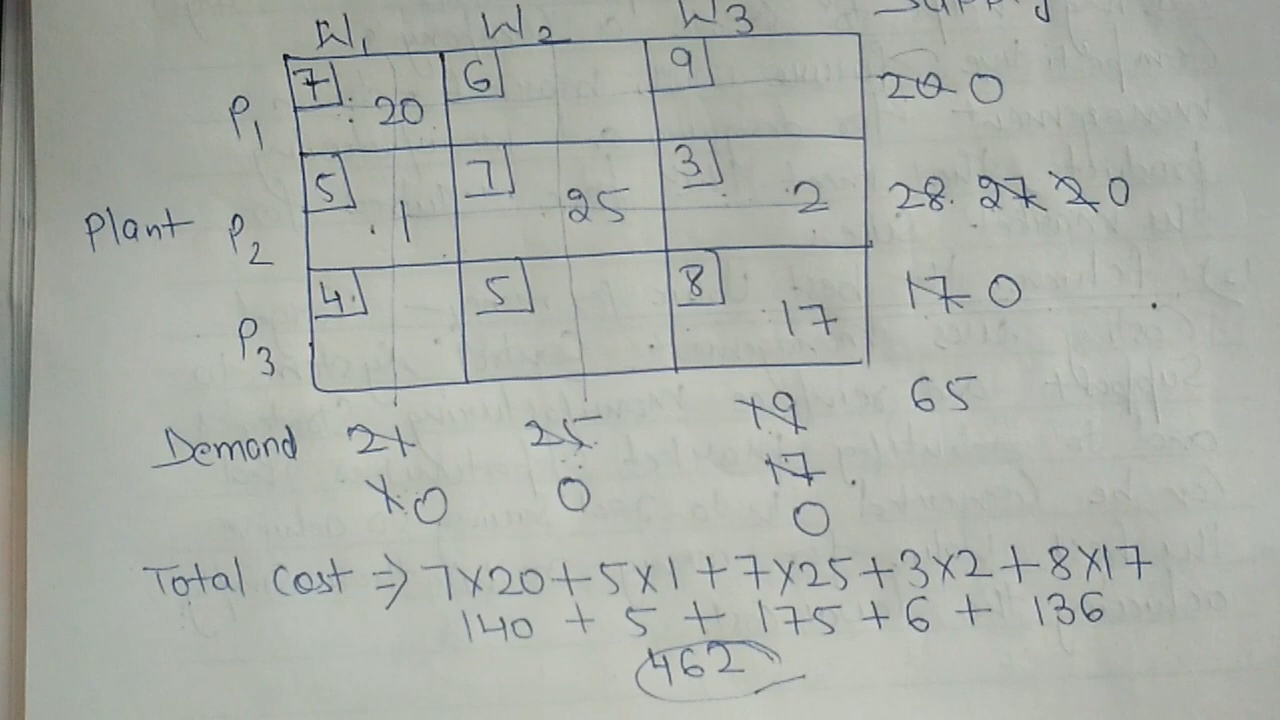 W1 W2 W3 Supply
7 20 6 9 20 0
P1
5 1 7 25 3 2 28. 27 2 0
Plant P2
4. 5 8 17 17 0
P3
65
Demand 21 25 19
1 0 0 17
0
Total cost ⇒ 7×20+5×1+7×25+3×2+8×17
140 + 5 + 175 + 6 + 136
462